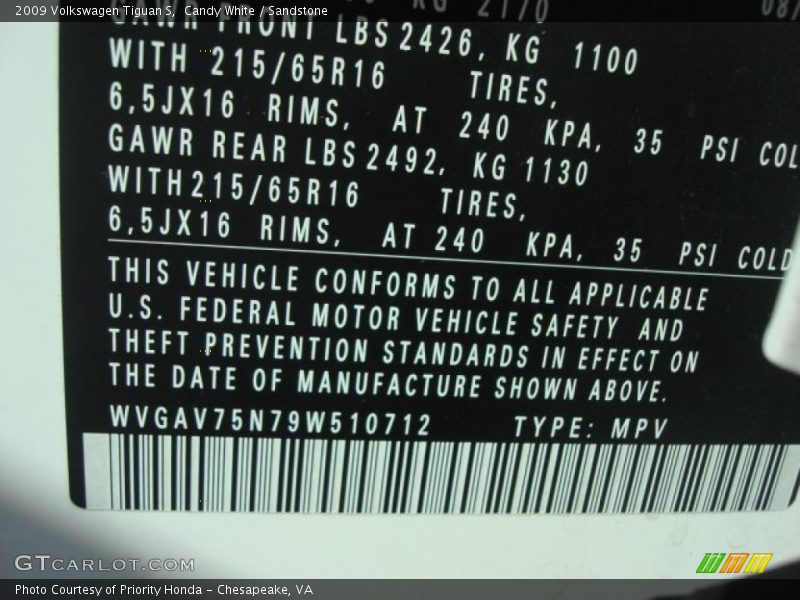 2009 Volkswagen Tiguan S, Candy White / Sandstone
KG 2170
GAWR FRONT LBS 2426, KG 1100
WITH 215/65R16 TIRES,
6,5JX16 RIMS, AT 240 KPA, 35 PSI COL
GAWR REAR LBS 2492, KG 1130
WITH 215/65R16 TIRES,
6,5JX16 RIMS, AT 240 KPA, 35 PSI COLD
THIS VEHICLE CONFORMS TO ALL APPLICABLE
U.S. FEDERAL MOTOR VEHICLE SAFETY AND
THEFT PREVENTION STANDARDS IN EFFECT ON
THE DATE OF MANUFACTURE SHOWN ABOVE.
WVGAV75N79W510712 TYPE: MPV
GTCARLOT.COM
Photo Courtesy of Priority Honda - Chesapeake, VA